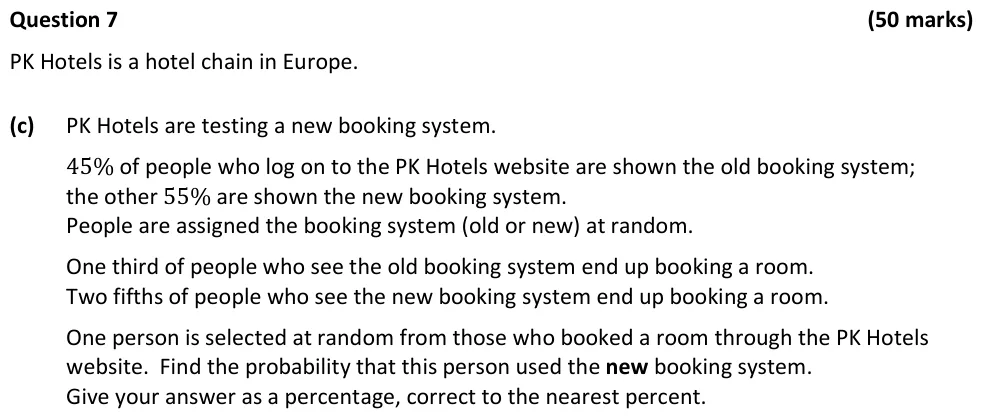 Question 7 (50 marks)
PK Hotels is a hotel chain in Europe.
(c) PK Hotels are testing a new booking system.
45% of people who log on to the PK Hotels website are shown the old booking system;
the other 55% are shown the new booking system.
People are assigned the booking system (old or new) at random.
One third of people who see the old booking system end up booking a room.
Two fifths of people who see the new booking system end up booking a room.
One person is selected at random from those who booked a room through the PK Hotels
website. Find the probability that this person used the new booking system.
Give your answer as a percentage, correct to the nearest percent.